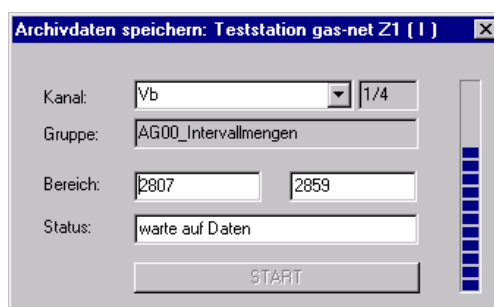 Archivdaten speichern: Teststation gas-net Z1 ( I )
Kanal: Vb 1/4
Gruppe: AG00_Intervallmengen
Bereich: 2807 2859
Status: warte auf Daten
START